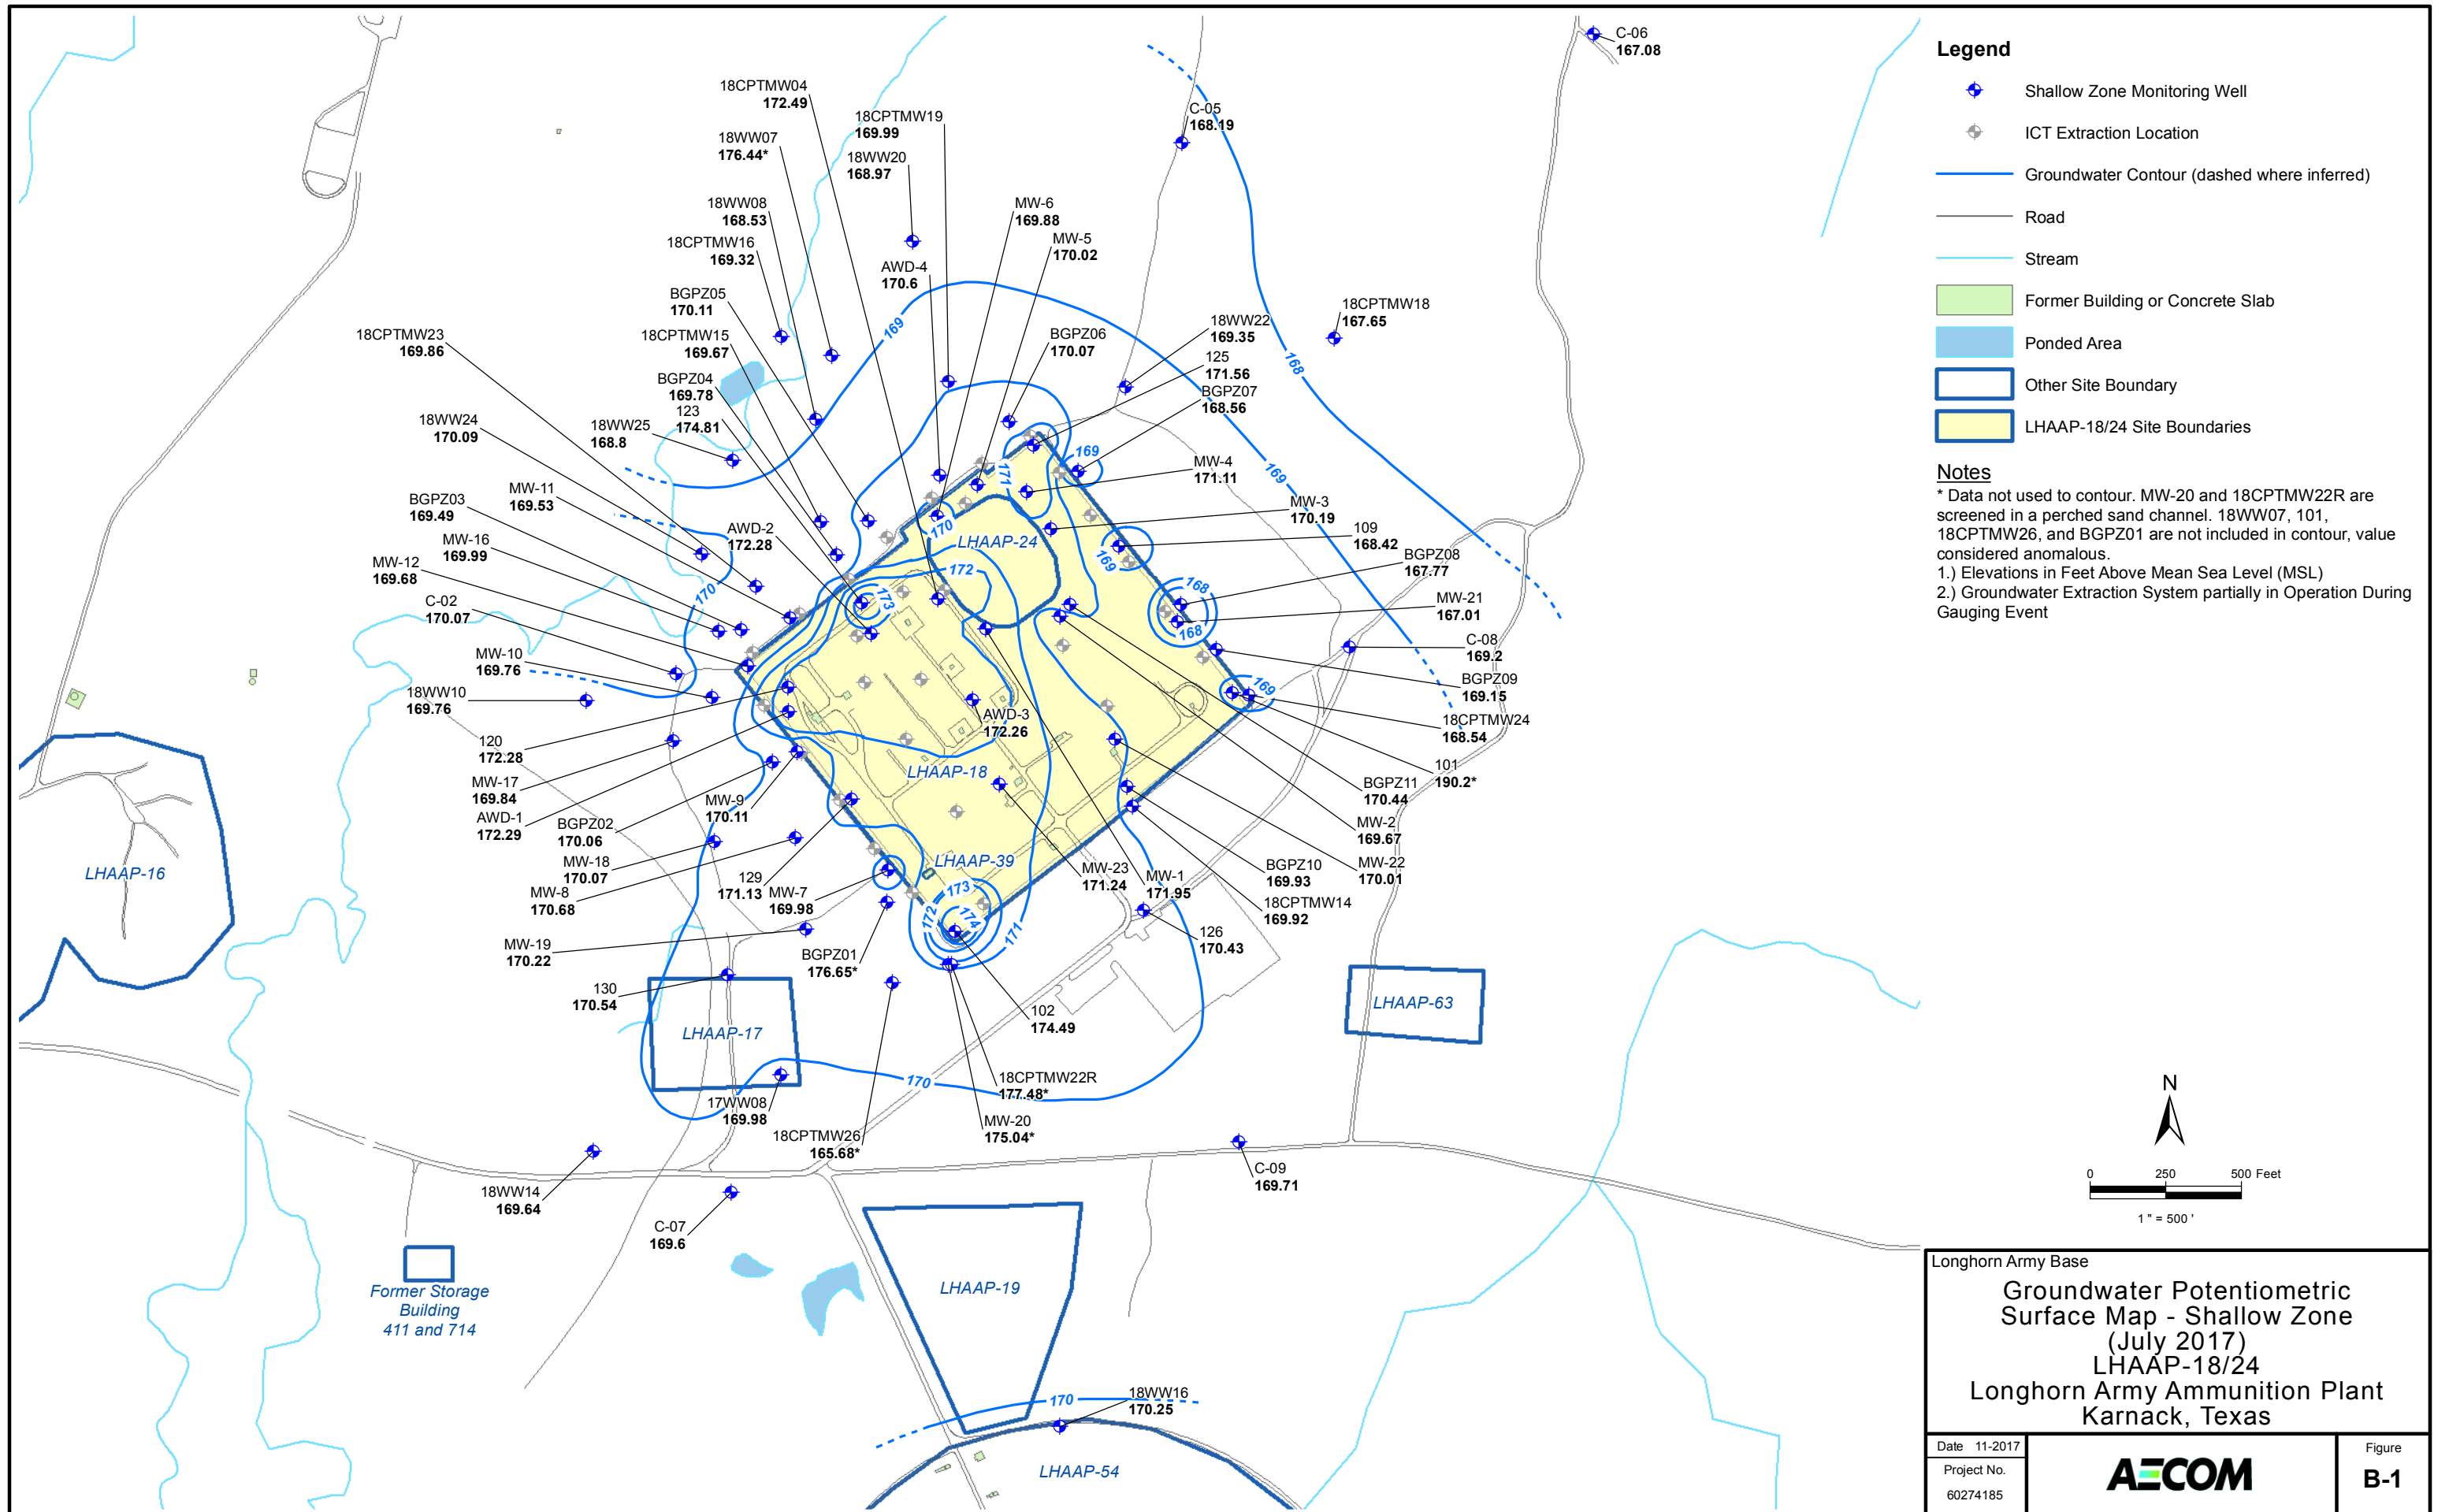 C-06
167.08
18CPTMW04
172.49
C-05
168.19
18CPTMW19
169.99
18WW07
176.44*
18WW20
168.97
18WW08
168.53
MW-6
169.88
18CPTMW16
169.32
MW-5
170.02
AWD-4
170.6
BGPZ05
170.11
18CPTMW18
167.65
18WW22
169.35
18CPTMW23
169.86
18CPTMW15
169.67
BGPZ06
170.07
125
171.56
BGPZ04
169.78
BGPZ07
168.56
123
174.81
18WW24
170.09
18WW25
168.8
MW-4
171.11
MW-11
169.53
BGPZ03
169.49
MW-3
170.19
109
168.42
AWD-2
172.28
MW-16
169.99
BGPZ08
167.77
MW-12
169.68
MW-21
167.01
C-02
170.07
C-08
169.2
MW-10
169.76
BGPZ09
169.15
18WW10
169.76
AWD-3
172.26
18CPTMW24
168.54
120
172.28
101
190.2*
MW-17
169.84
BGPZ11
170.44
MW-9
170.11
AWD-1
172.29
BGPZ02
170.06
MW-2
169.67
MW-18
170.07
MW-22
170.01
BGPZ10
169.93
MW-23
171.24
MW-1
171.95
129
171.13
MW-7
169.98
MW-8
170.68
18CPTMW14
169.92
126
170.43
MW-19
170.22
BGPZ01
176.65*
130
170.54
102
174.49
18CPTMW22R
177.48*
17WW08
169.98
MW-20
175.04*
18CPTMW26
165.68*
C-09
169.71
18WW14
169.64
C-07
169.6
18WW16
170.25
169
168
169
171
169
170
172
173
169
168
168
170
169
173
172
174
171
170
170
LHAAP-24
LHAAP-18
LHAAP-39
LHAAP-16
LHAAP-17
LHAAP-63
LHAAP-19
LHAAP-54
Former Storage
Building
411 and 714
Legend
Shallow Zone Monitoring Well
ICT Extraction Location
Groundwater Contour (dashed where inferred)
Road
Stream
Former Building or Concrete Slab
Ponded Area
Other Site Boundary
LHAAP-18/24 Site Boundaries
Notes
* Data not used to contour. MW-20 and 18CPTMW22R are
screened in a perched sand channel. 18WW07, 101,
18CPTMW26, and BGPZ01 are not included in contour, value
considered anomalous.
1.) Elevations in Feet Above Mean Sea Level (MSL)
2.) Groundwater Extraction System partially in Operation During
Gauging Event
N
0 250 500 Feet
1 " = 500 '
Longhorn Army Base
Groundwater Potentiometric
Surface Map - Shallow Zone
(July 2017)
LHAAP-18/24
Longhorn Army Ammunition Plant
Karnack, Texas
Date 11-2017
Project No.
60274185
AECOM
Figure
B-1